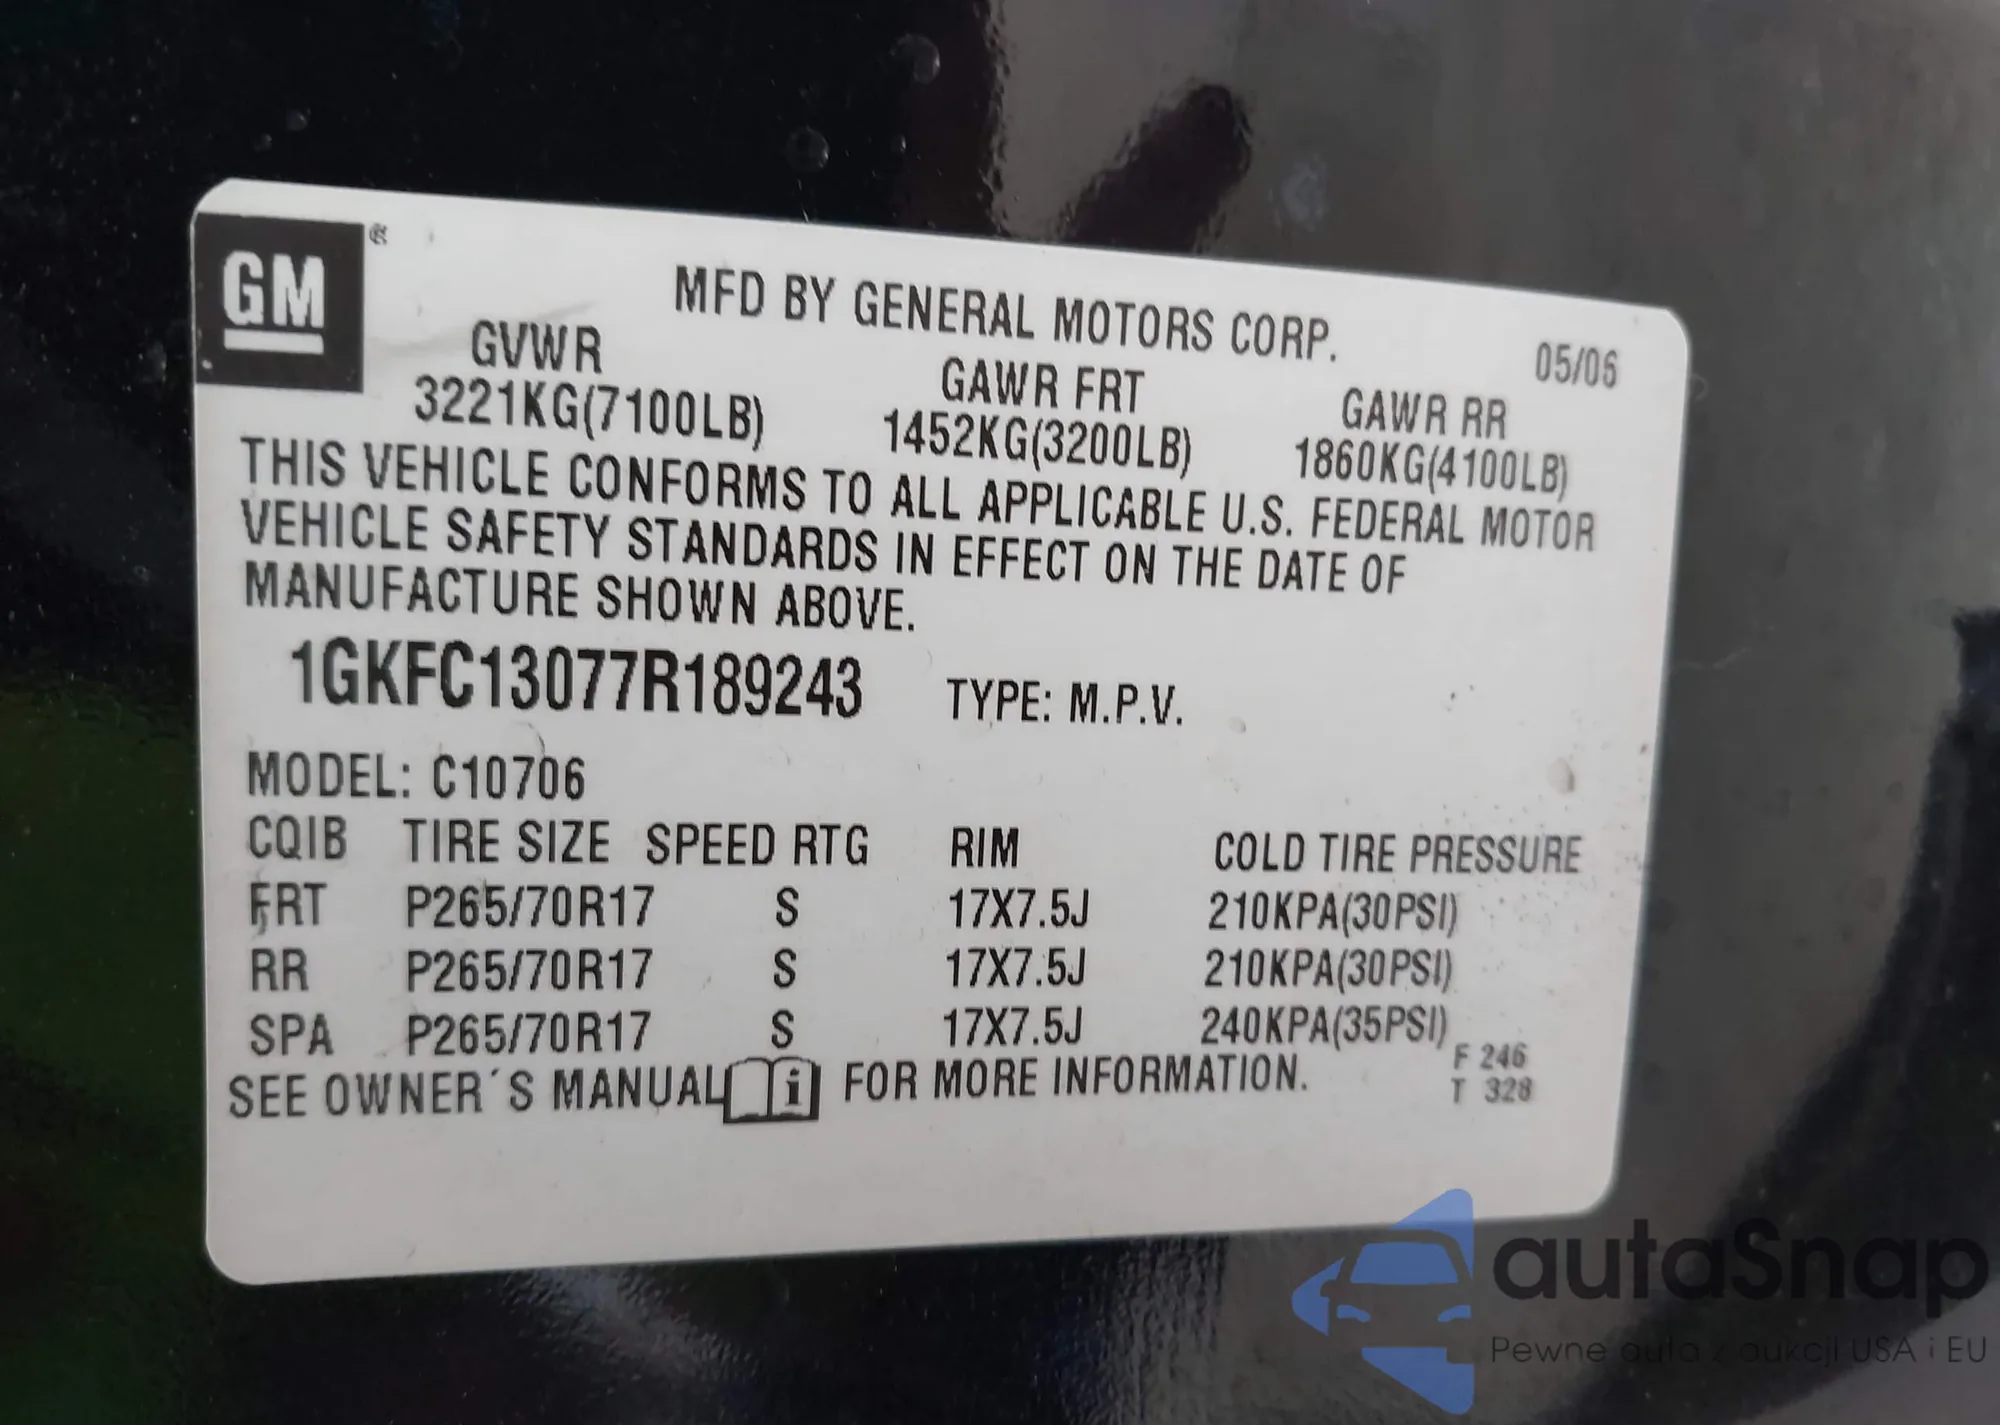 GM
MFD BY GENERAL MOTORS CORP.
05/06
GVWR GAWR FRT GAWR RR
3221KG(7100LB) 1452KG(3200LB) 1860KG(4100LB)
THIS VEHICLE CONFORMS TO ALL APPLICABLE U.S. FEDERAL MOTOR
VEHICLE SAFETY STANDARDS IN EFFECT ON THE DATE OF
MANUFACTURE SHOWN ABOVE.
1GKFC13077R189243 TYPE: M.P.V.
MODEL: C10706
CQIB TIRE SIZE SPEED RTG RIM COLD TIRE PRESSURE
FRT P265/70R17 S 17X7.5J 210KPA(30PSI)
RR P265/70R17 S 17X7.5J 210KPA(30PSI)
SPA P265/70R17 S 17X7.5J 240KPA(35PSI)
SEE OWNER´S MANUAL i FOR MORE INFORMATION.
F 246
T 328
autaSnap
Pewne auta z aukcji USA i EU